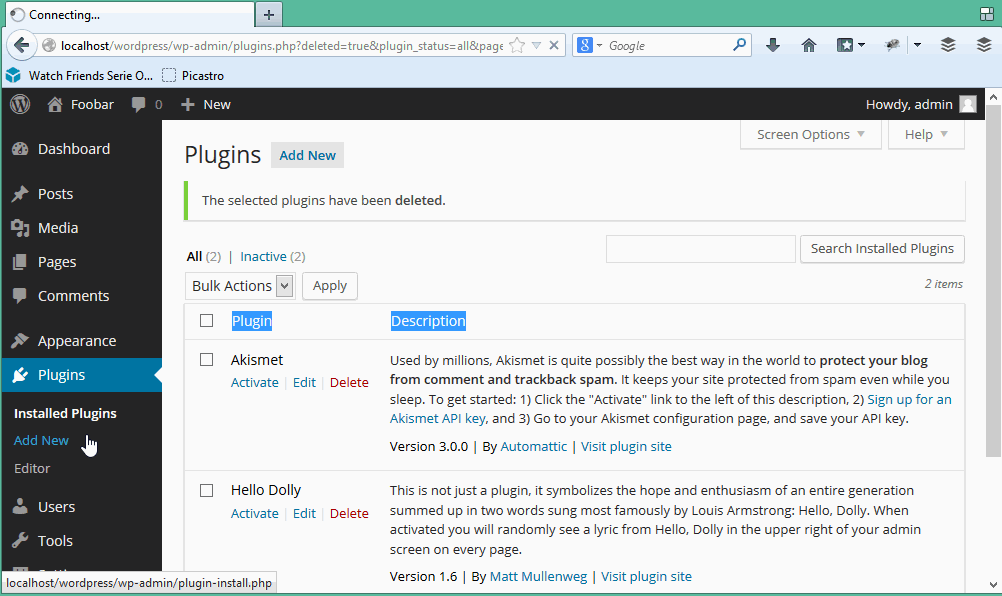 Connecting...
localhost/wordpress/wp-admin/plugins.php?deleted=true&plugin_status=all&page
Google
Watch Friends Serie O...
Picastro
Foobar
0
New
Howdy, admin
Dashboard
Posts
Media
Pages
Comments
Appearance
Plugins
Installed Plugins
Add New
Editor
Users
Tools
localhost/wordpress/wp-admin/plugin-install.php
Screen Options
Help
Plugins
Add New
The selected plugins have been deleted.
All (2) | Inactive (2)
Search Installed Plugins
Bulk Actions
Apply
2 items
Plugin
Description
Akismet
Activate | Edit | Delete
Used by millions, Akismet is quite possibly the best way in the world to protect your blog
from comment and trackback spam. It keeps your site protected from spam even while you
sleep. To get started: 1) Click the "Activate" link to the left of this description, 2) Sign up for an
Akismet API key, and 3) Go to your Akismet configuration page, and save your API key.
Version 3.0.0 | By Automattic | Visit plugin site
Hello Dolly
Activate | Edit | Delete
This is not just a plugin, it symbolizes the hope and enthusiasm of an entire generation
summed up in two words sung most famously by Louis Armstrong: Hello, Dolly. When
activated you will randomly see a lyric from Hello, Dolly in the upper right of your admin
screen on every page.
Version 1.6 | By Matt Mullenweg | Visit plugin site